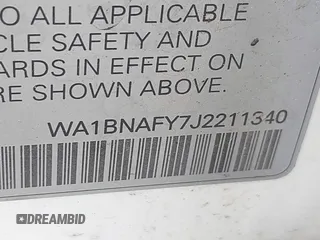 O ALL APPLICABLE
CLE SAFETY AND
ARDS IN EFFECT ON
RE SHOWN ABOVE.
WA1BNAFY7J2211340
DREAMBID